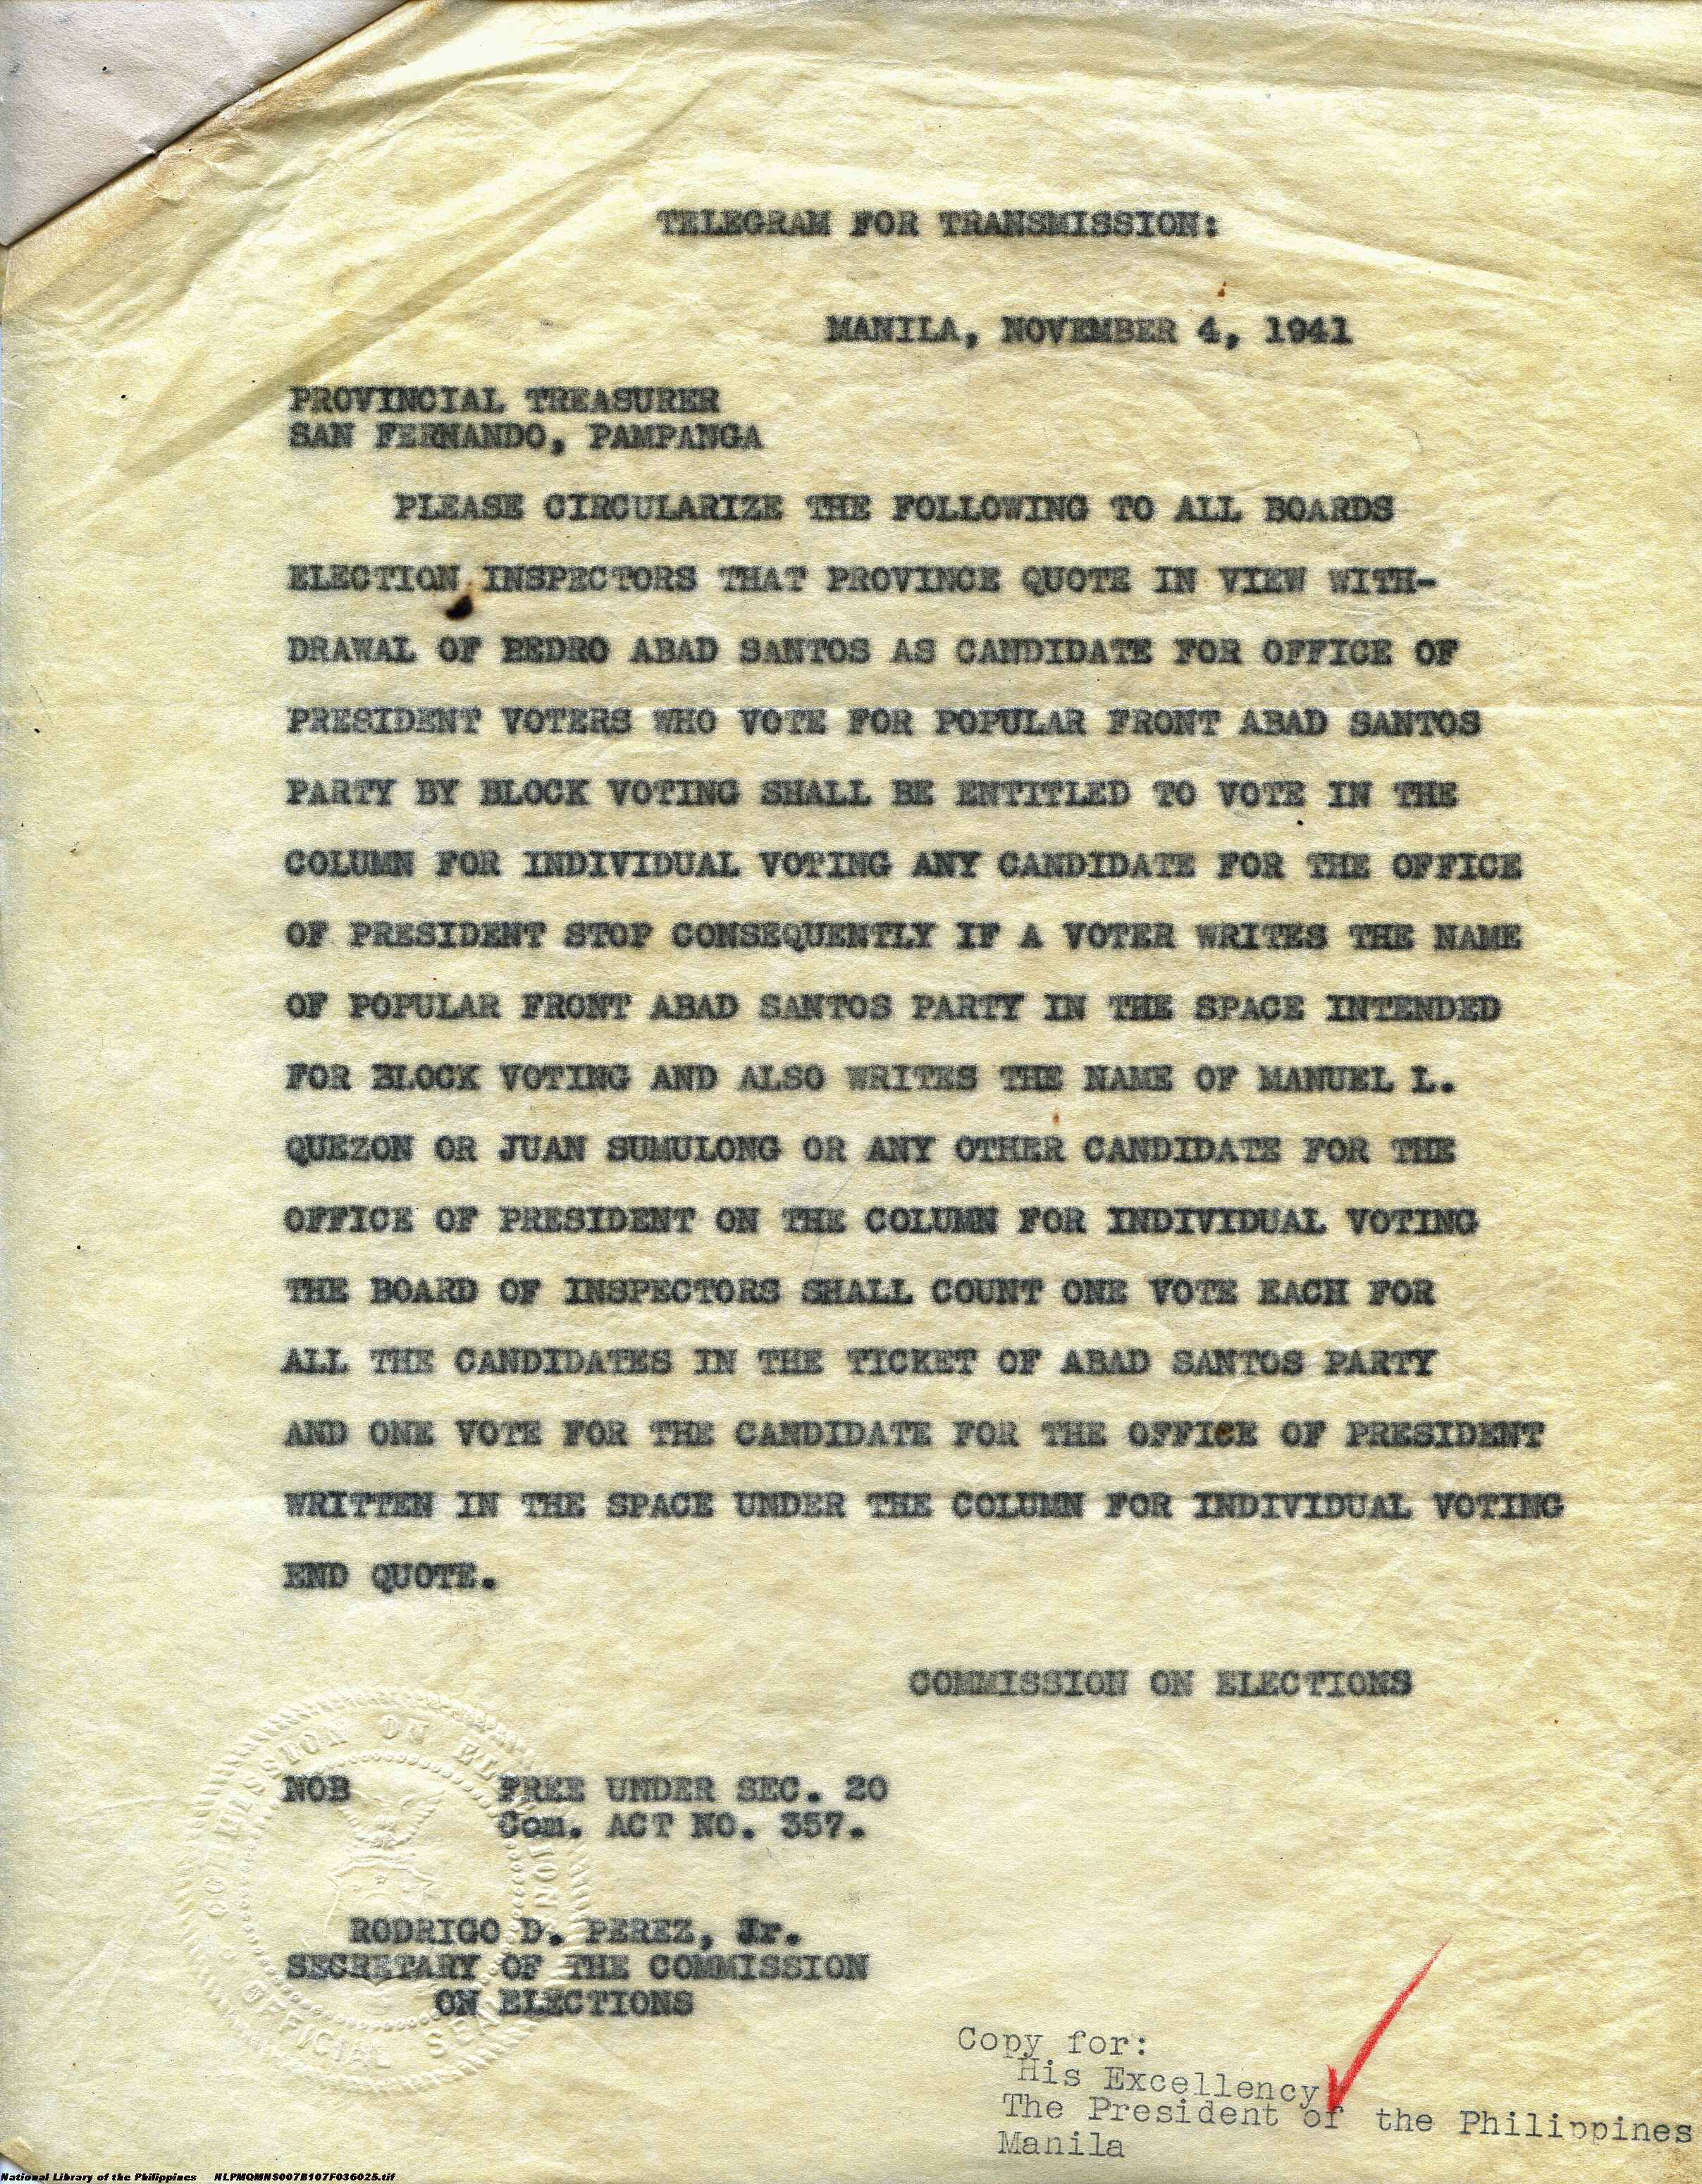 TELEGRAM FOR TRANSMISSION:
MANILA, NOVEMBER 4, 1941
PROVINCIAL TREASURER
SAN FERNANDO, PAMPANGA
PLEASE CIRCULARIZE THE FOLLOWING TO ALL BOARDS
ELECTION INSPECTORS THAT PROVINCE QUOTE IN VIEW WITH-
DRAWAL OF PEDRO ABAD SANTOS AS CANDIDATE FOR OFFICE OF
PRESIDENT VOTERS WHO VOTE FOR POPULAR FRONT ABAD SANTOS
PARTY BY BLOCK VOTING SHALL BE ENTITLED TO VOTE IN THE
COLUMN FOR INDIVIDUAL VOTING ANY CANDIDATE FOR THE OFFICE
OF PRESIDENT STOP CONSEQUENTLY IF A VOTER WRITES THE NAME
OF POPULAR FRONT ABAD SANTOS PARTY IN THE SPACE INTENDED
FOR BLOCK VOTING AND ALSO WRITES THE NAME OF MANUEL L.
QUEZON OR JUAN SUMULONG OR ANY OTHER CANDIDATE FOR THE
OFFICE OF PRESIDENT ON THE COLUMN FOR INDIVIDUAL VOTING
THE BOARD OF INSPECTORS SHALL COUNT ONE VOTE EACH FOR
ALL THE CANDIDATES IN THE TICKET OF ABAD SANTOS PARTY
AND ONE VOTE FOR THE CANDIDATE FOR THE OFFICE OF PRESIDENT
WRITTEN IN THE SPACE UNDER THE COLUMN FOR INDIVIDUAL VOTING
END QUOTE.
COMMISSION ON ELECTIONS
NOB FREE UNDER SEC. 20
Com. ACT NO. 357.
RODRIGO D. PEREZ, Jr.
SECRETARY OF THE COMMISSION
ON ELECTIONS
COMMISSION ON ELECTIONS
OFFICIAL SEAL
Copy for:
His Excellency
The President of the Philippines
Manila
National Library of the Philippines NLPMQMNS007B107F036025.tif